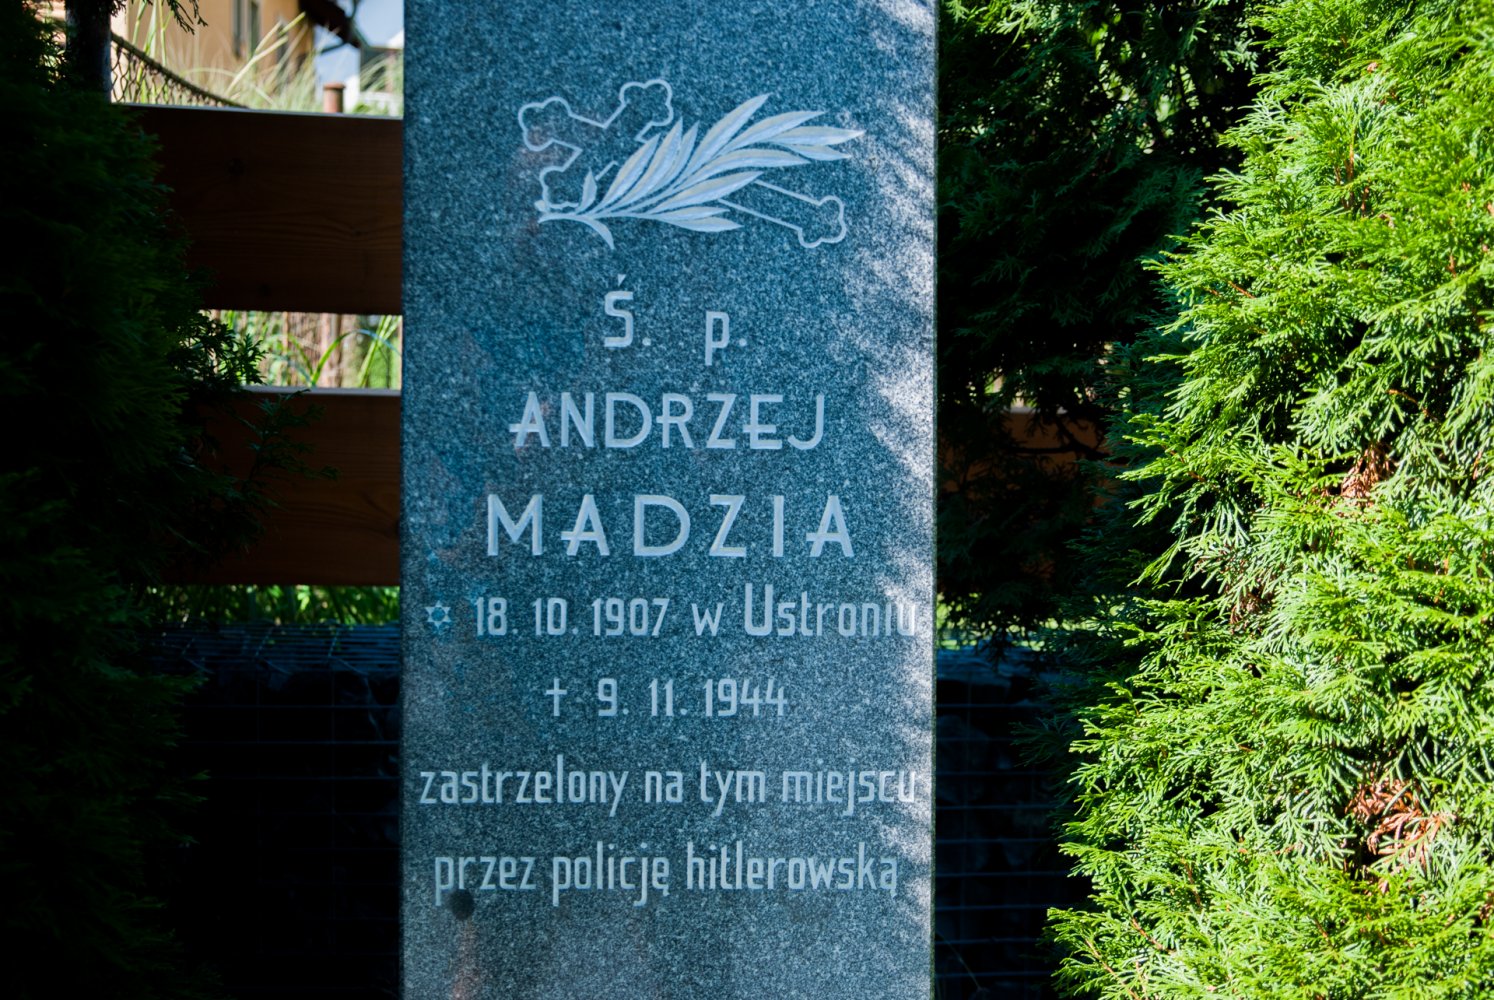 Ś. p.
ANDRZEJ
MADZIA
✡ 18. 10. 1907 w Ustroniu
† 9. 11. 1944
zastrzelony na tym miejscu
przez policję hitlerowską